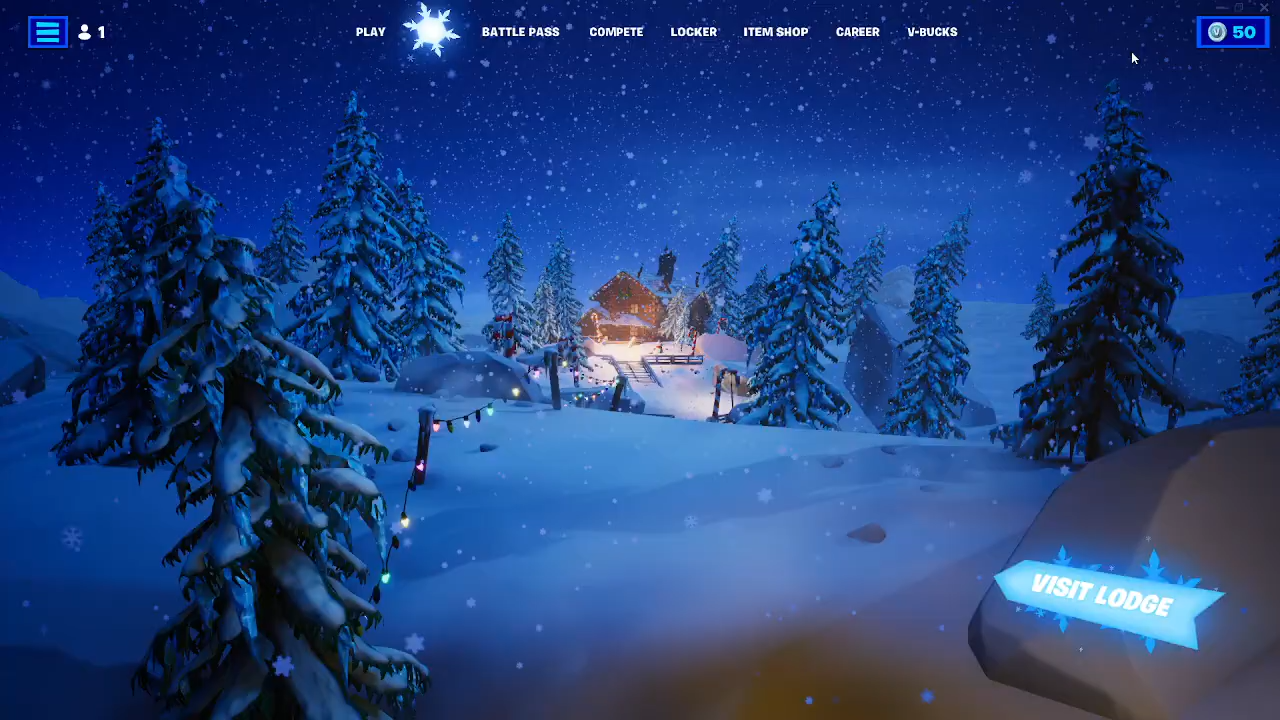 1
PLAY
BATTLE PASS
COMPETE
LOCKER
ITEM SHOP
CAREER
V-BUCKS
50
VISIT LODGE